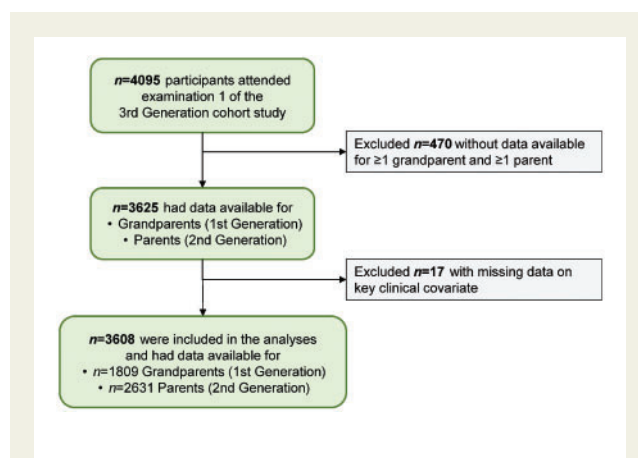 n=4095 participants attended
examination 1 of the
3rd Generation cohort study
Excluded n=470 without data available
for ≥1 grandparent and ≥1 parent
n=3625 had data available for
• Grandparents (1st Generation)
• Parents (2nd Generation)
Excluded n=17 with missing data on
key clinical covariate
n=3608 were included in the analyses
and had data available for
• n=1809 Grandparents (1st Generation)
• n=2631 Parents (2nd Generation)